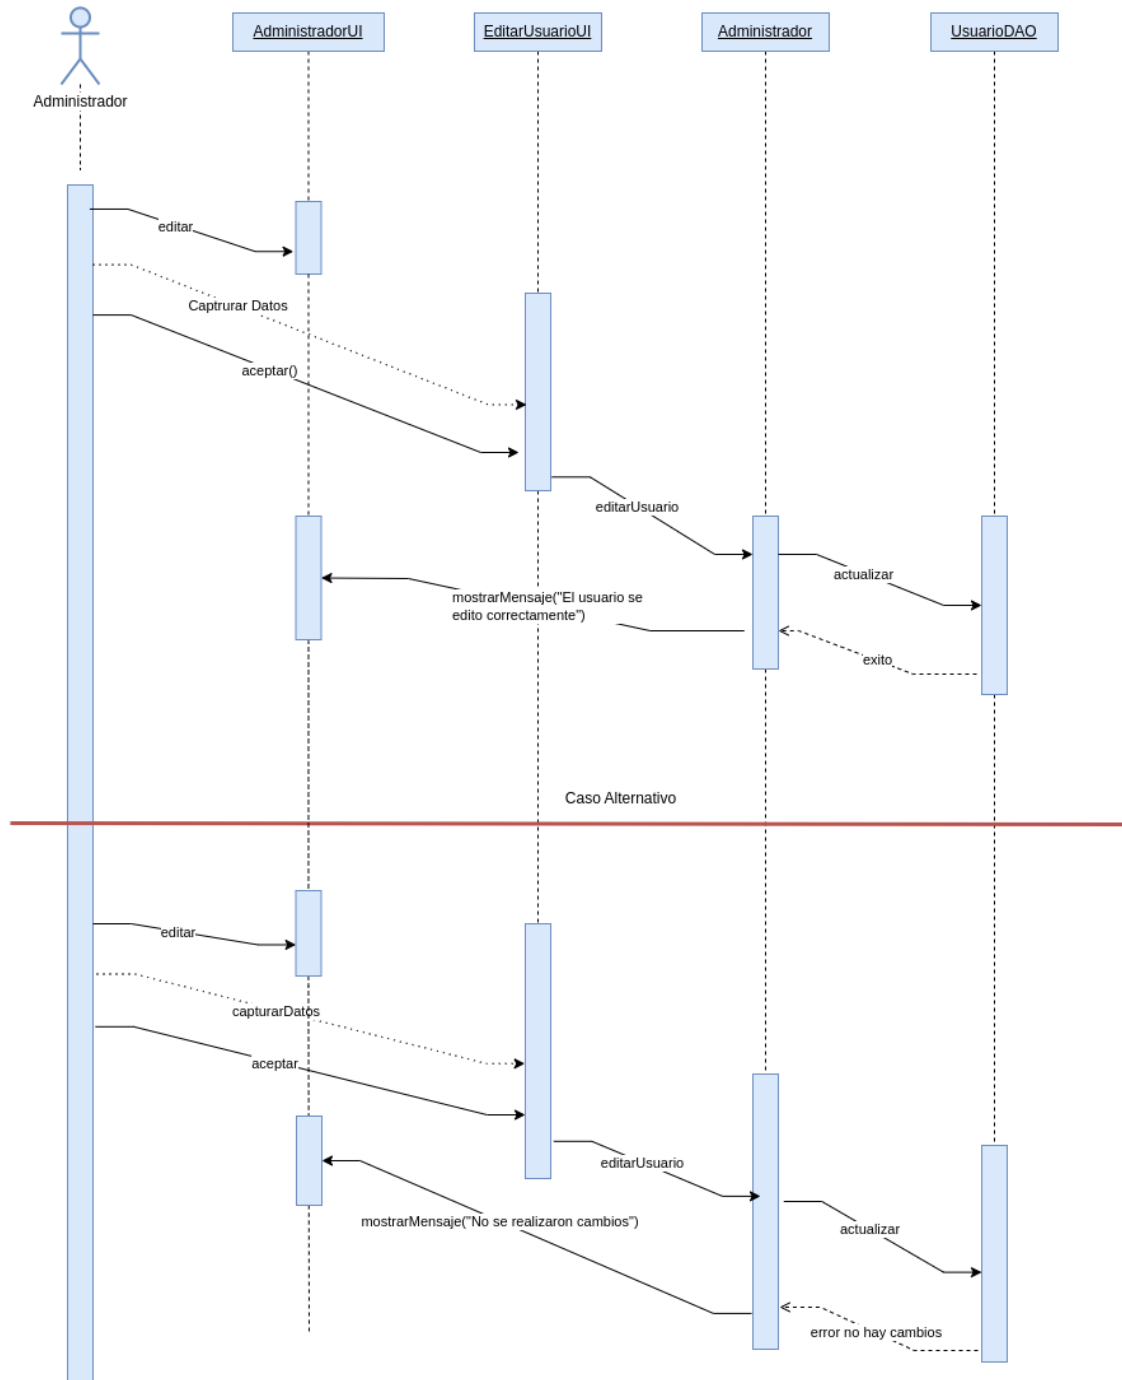 AdministradorUI
EditarUsuarioUI
Administrador
UsuarioDAO
Administrador
editar
Captrurar Datos
aceptar()
editarUsuario
actualizar
mostrarMensaje("El usuario se
edito correctamente")
exito
Caso Alternativo
editar
capturarDatos
aceptar
editarUsuario
mostrarMensaje("No se realizaron cambios")
actualizar
error no hay cambios